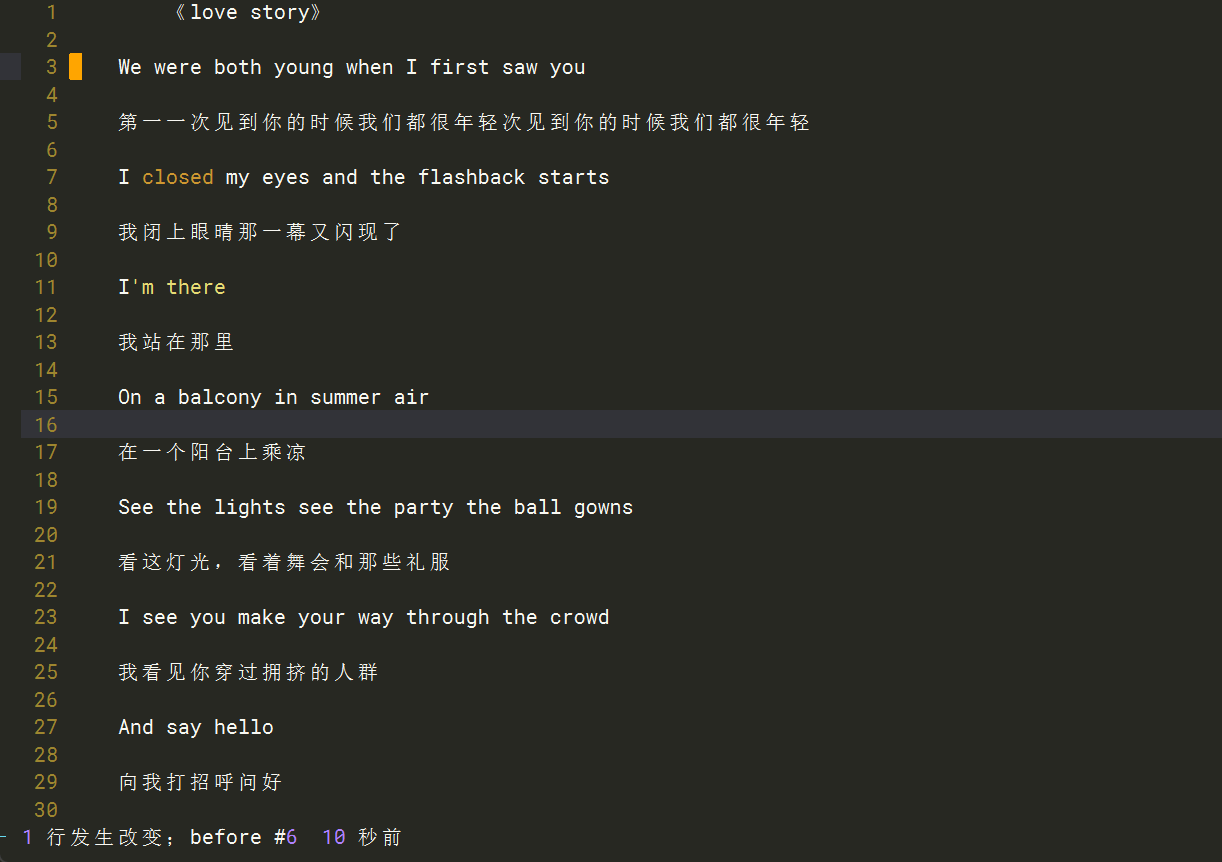 1 《love story》
2
3 We were both young when I first saw you
4
5 第一一次见到你的时候我们都很年轻次见到你的时候我们都很年轻
6
7 I closed my eyes and the flashback starts
8
9 我闭上眼晴那一幕又闪现了
10
11 I'm there
12
13 我站在那里
14
15 On a balcony in summer air
16
17 在一个阳台上乘凉
18
19 See the lights see the party the ball gowns
20
21 看这灯光，看着舞会和那些礼服
22
23 I see you make your way through the crowd
24
25 我看见你穿过拥挤的人群
26
27 And say hello
28
29 向我打招呼问好
30
1 行发生改变；before #6 10 秒前